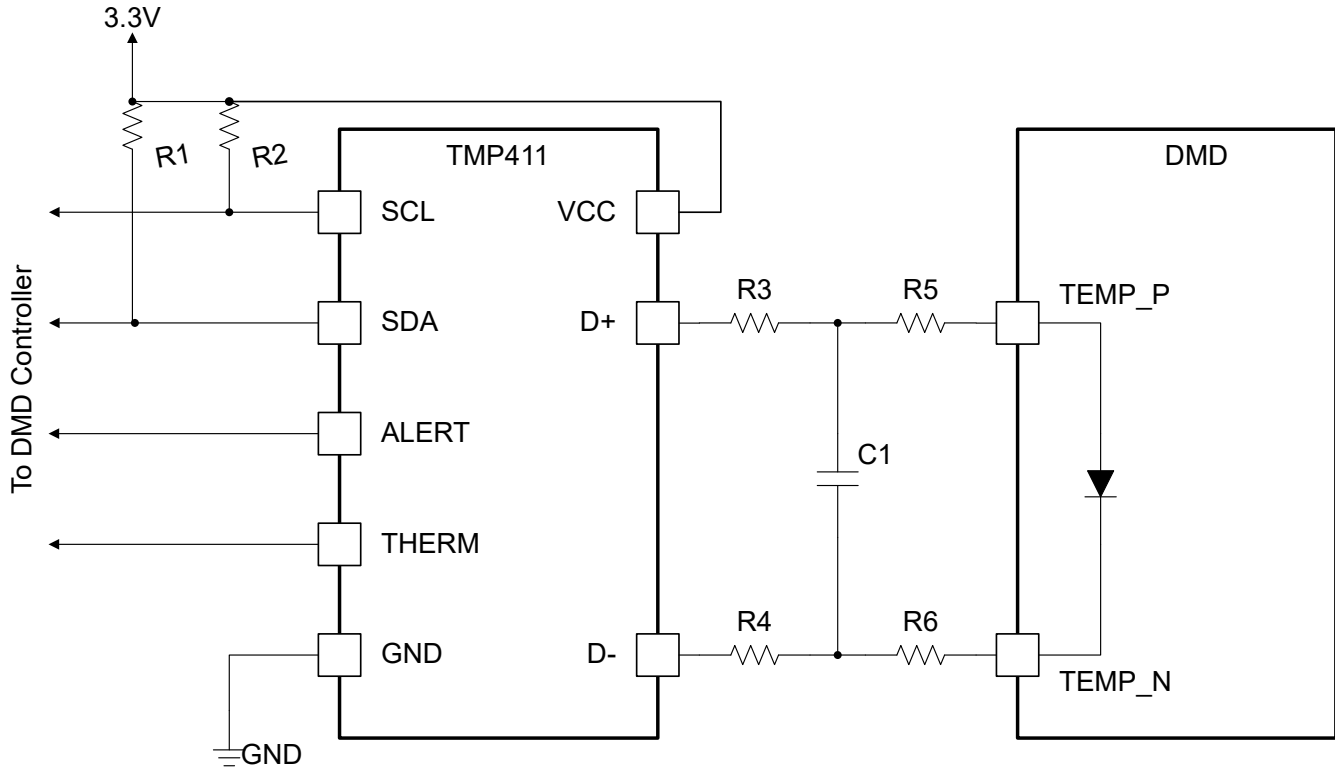 3.3V
R1
R2
TMP411
DMD
SCL
VCC
To DMD Controller
R3
R5
TEMP_P
SDA
D+
ALERT
C1
THERM
R4
R6
GND
D-
TEMP_N
GND